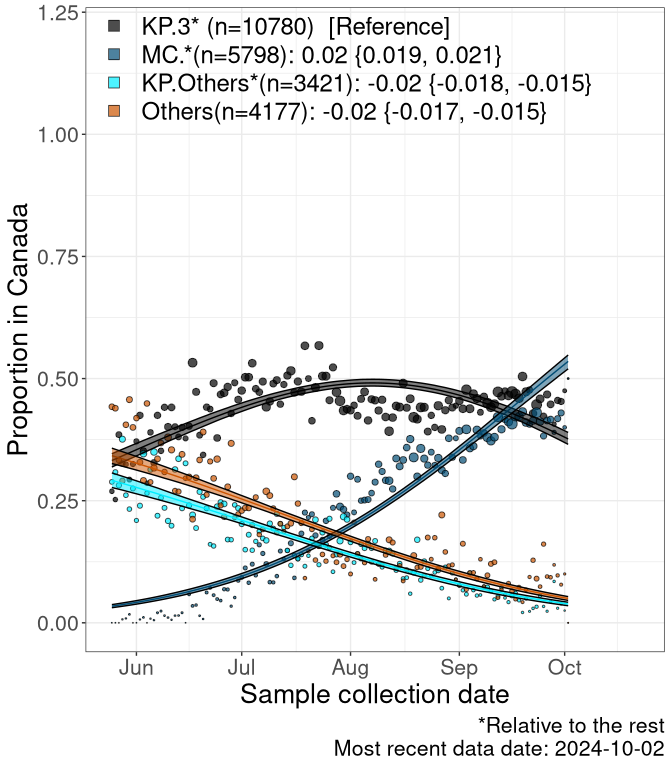 KP.3* (n=10780)  [Reference]
MC.*(n=5798): 0.02 {0.019, 0.021}
KP.Others*(n=3421): -0.02 {-0.018, -0.015}
Others(n=4177): -0.02 {-0.017, -0.015}
1.25
1.00
0.75
0.50
0.25
0.00
Proportion in Canada
Jun Jul Aug Sep Oct
Sample collection date
*Relative to the rest
Most recent data date: 2024-10-02